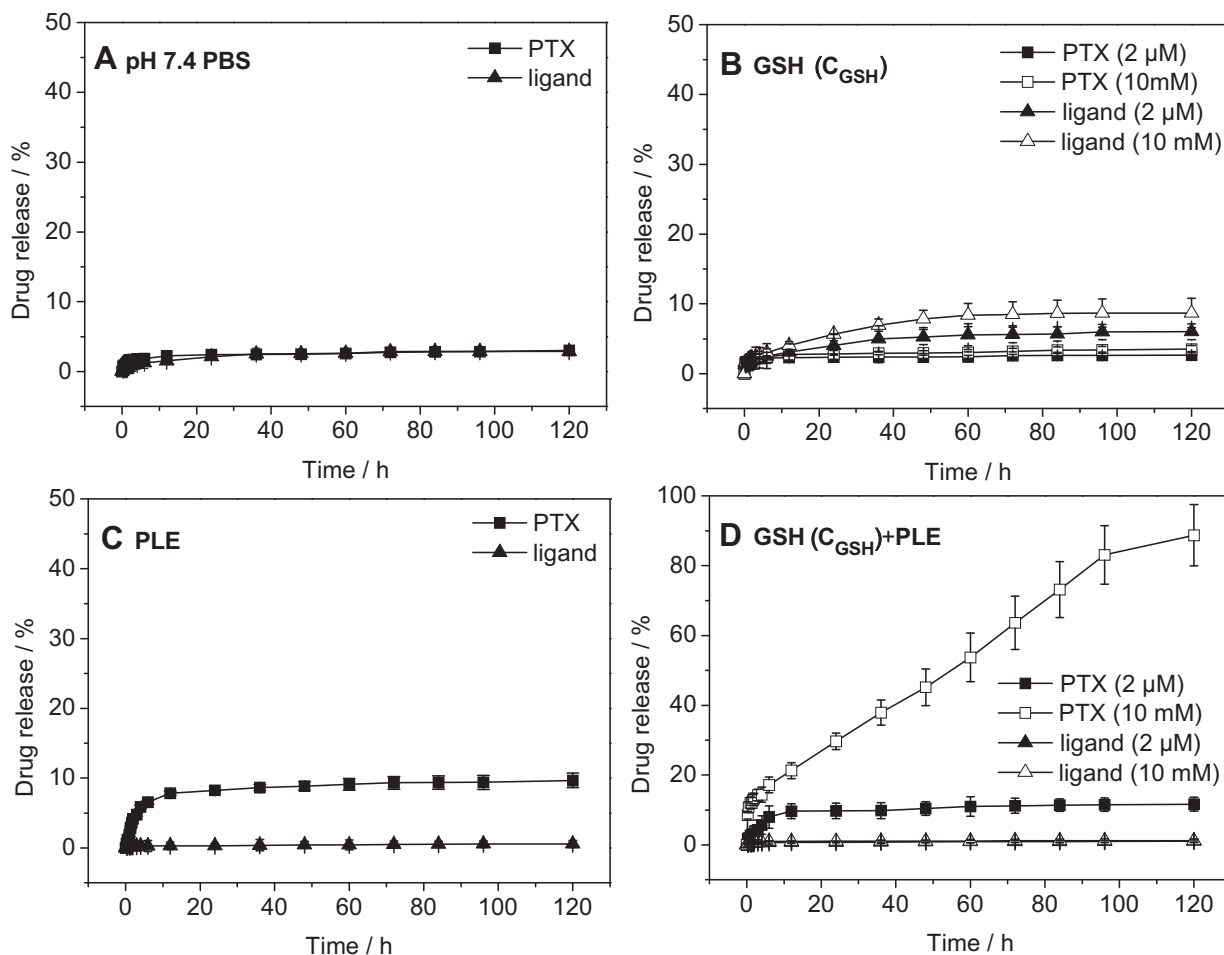 A pH 7.4 PBS
PTX
ligand
50
40
30
20
10
0
Drug release / %
0 20 40 60 80 100 120
Time / h
B GSH (C_GSH)
PTX (2 µM)
PTX (10mM)
ligand (2 µM)
ligand (10 mM)
50
40
30
20
10
0
Drug release / %
0 20 40 60 80 100 120
Time / h
C PLE
PTX
ligand
50
40
30
20
10
0
Drug release / %
0 20 40 60 80 100 120
Time / h
D GSH (C_GSH)+PLE
PTX (2 µM)
PTX (10 mM)
ligand (2 µM)
ligand (10 mM)
100
80
60
40
20
0
Drug release / %
0 20 40 60 80 100 120
Time / h